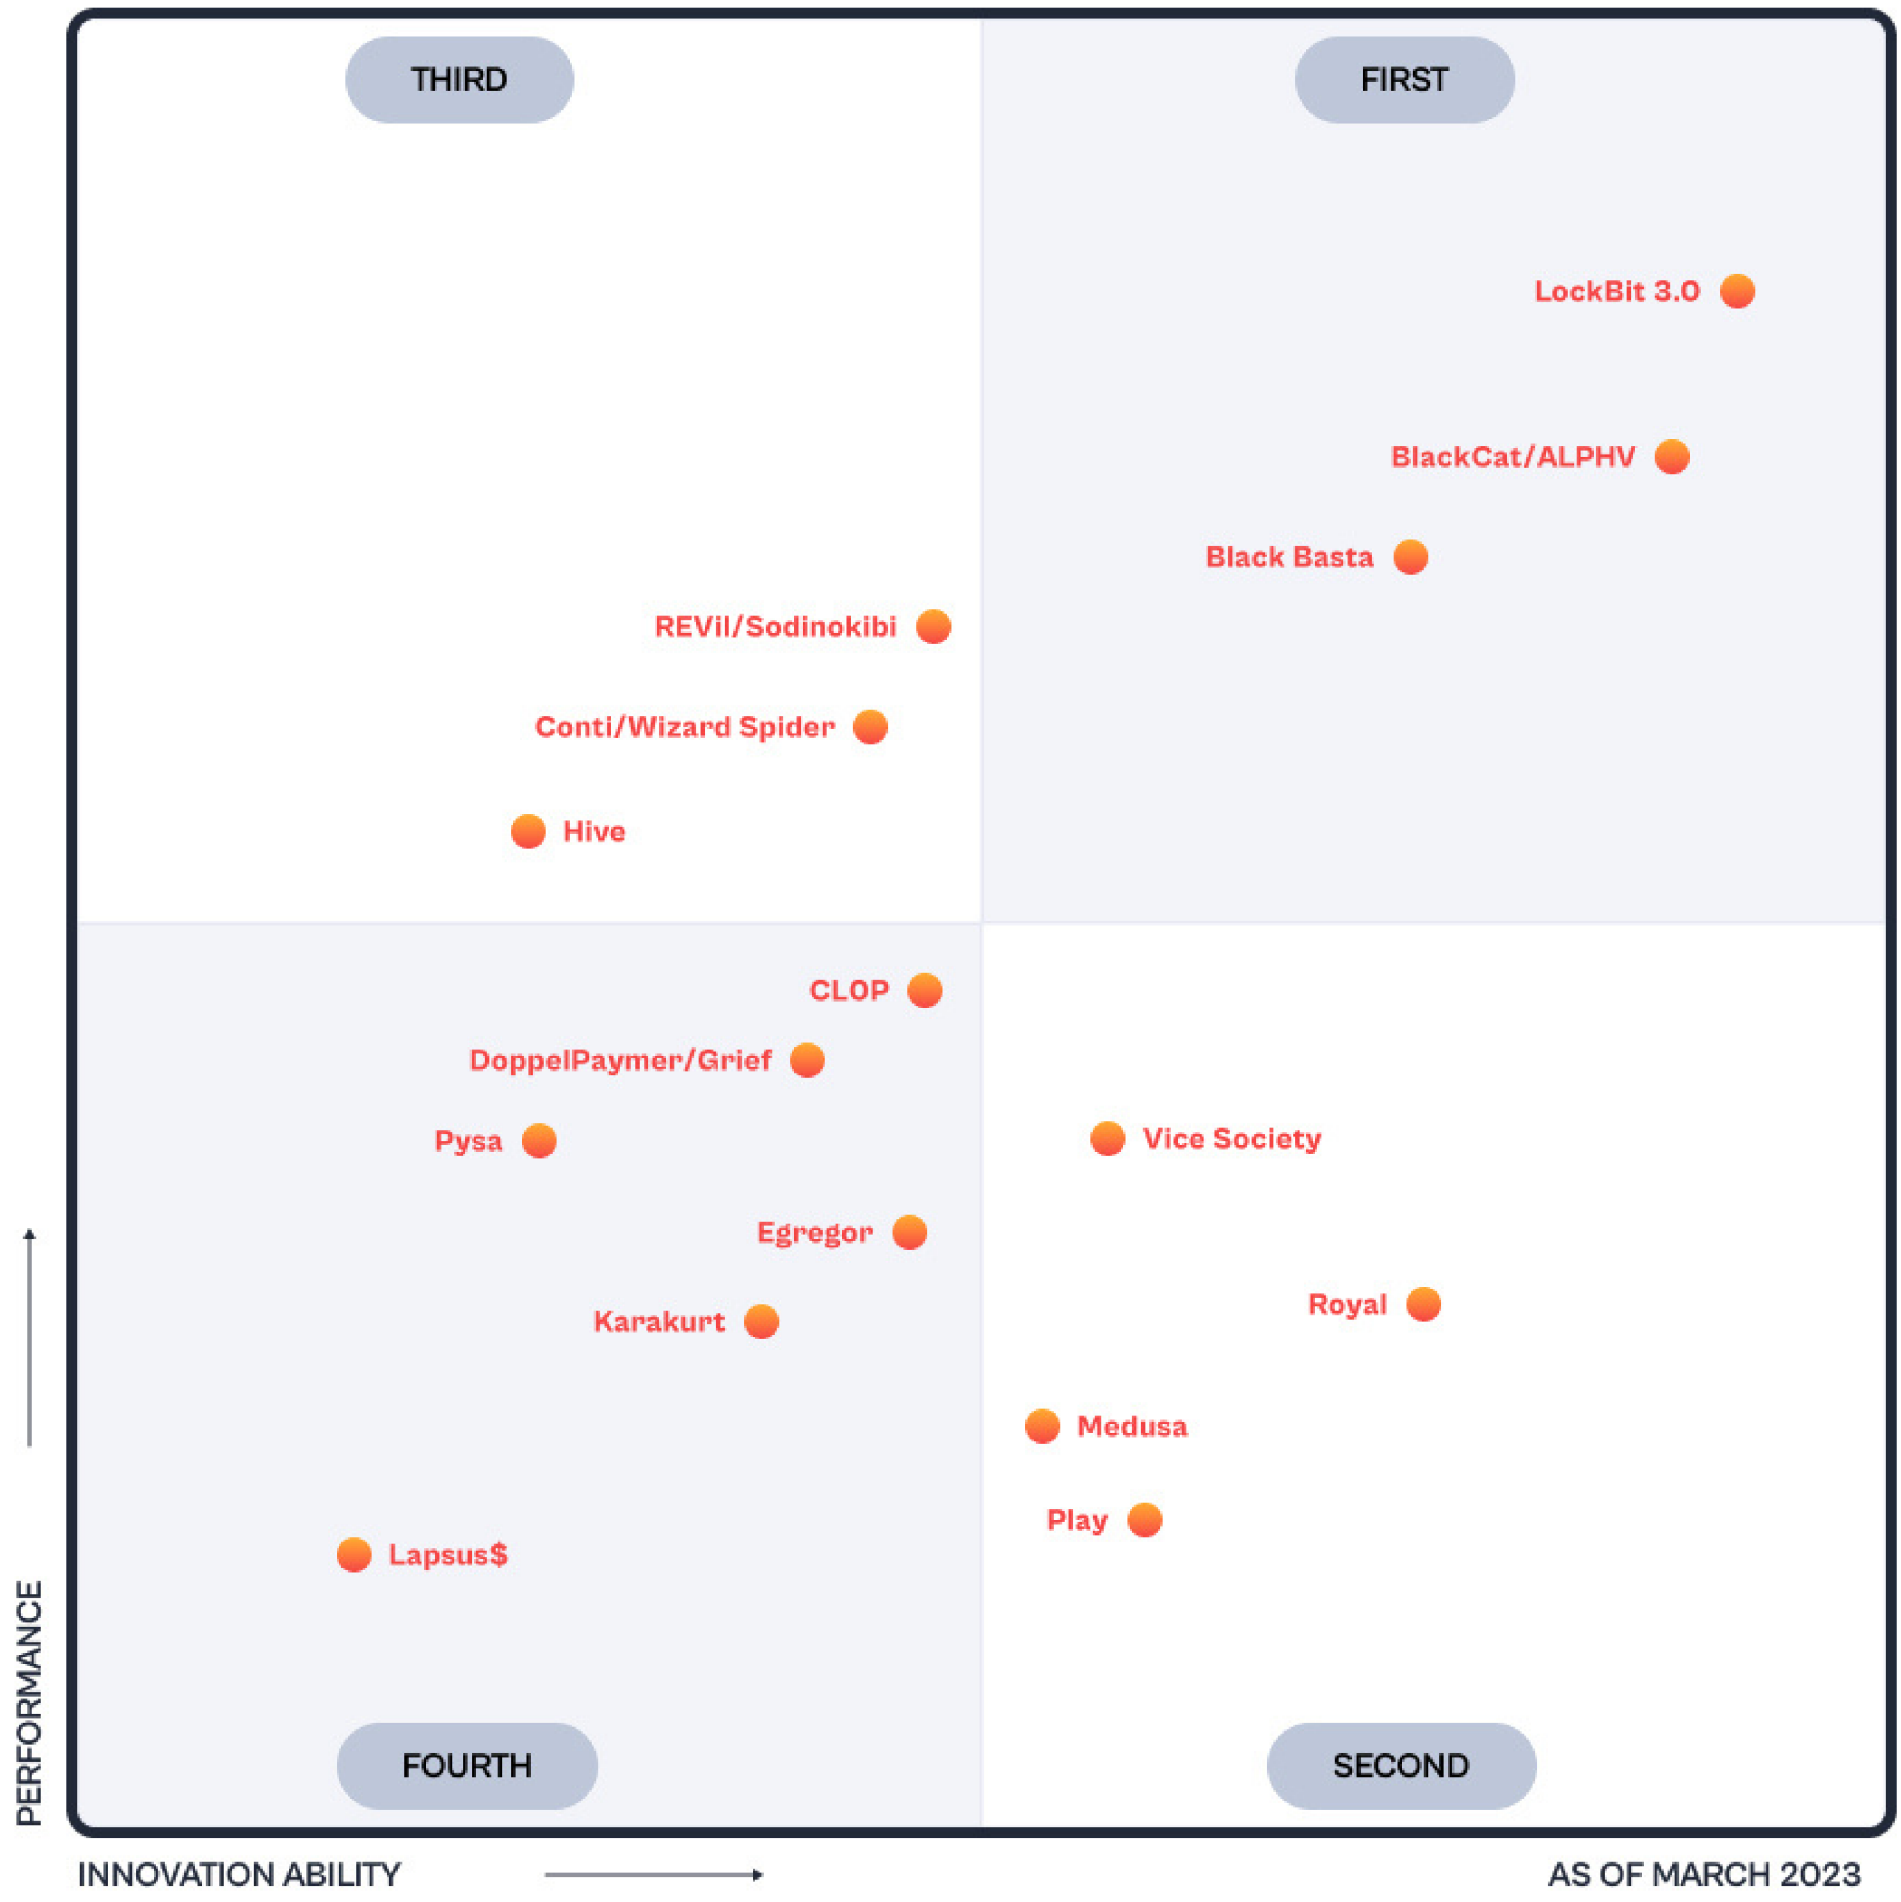 THIRD
FIRST
LockBit 3.0
BlackCat/ALPHV
Black Basta
REVil/Sodinokibi
Conti/Wizard Spider
Hive
CL0P
DoppelPaymer/Grief
Pysa
Vice Society
Egregor
Royal
Karakurt
Medusa
Play
Lapsus$
FOURTH
SECOND
PERFORMANCE
INNOVATION ABILITY
AS OF MARCH 2023